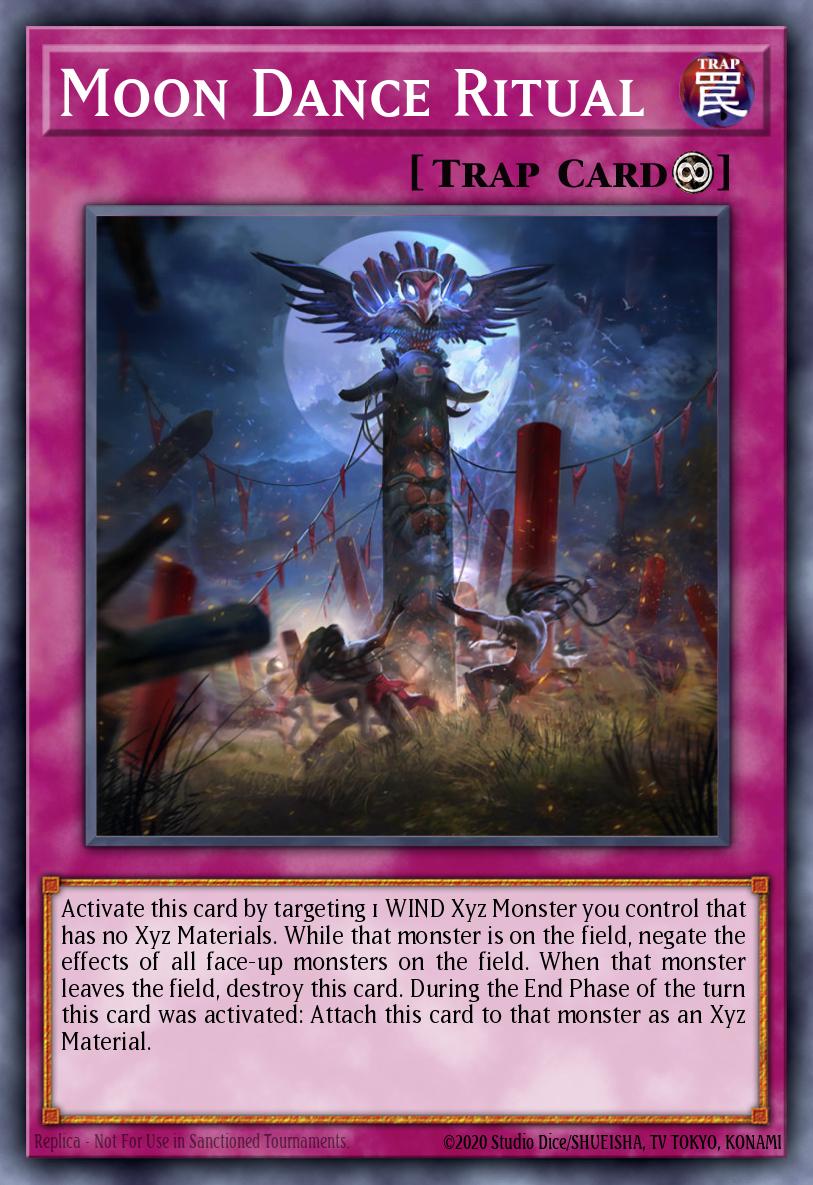 Moon Dance Ritual
TRAP
罠
[Trap Card∞]
Activate this card by targeting 1 WIND Xyz Monster you control that
has no Xyz Materials. While that monster is on the field, negate the
effects of all face-up monsters on the field. When that monster
leaves the field, destroy this card. During the End Phase of the turn
this card was activated: Attach this card to that monster as an Xyz
Material.
Replica - Not For Use in Sanctioned Tournaments.
©2020 Studio Dice/SHUEISHA, TV TOKYO, KONAMI